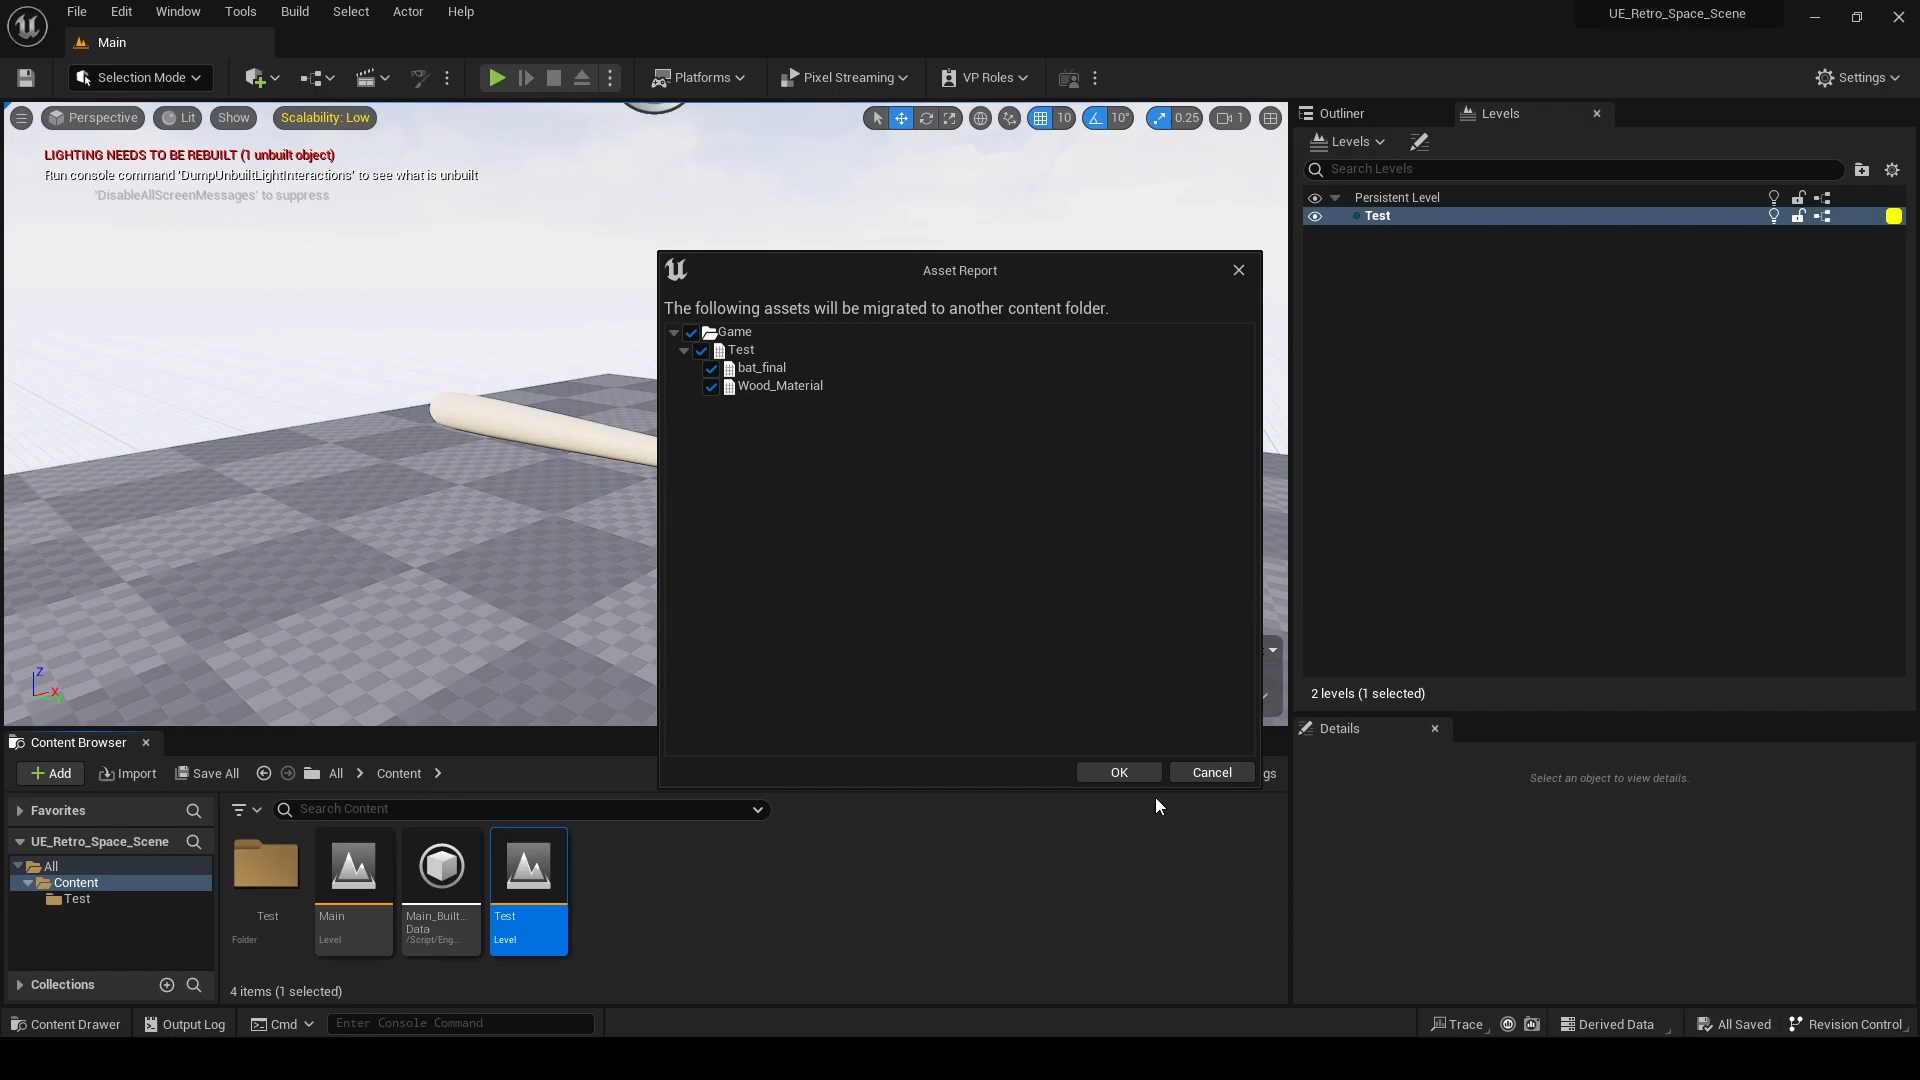 File Edit Window Tools Build Select Actor Help
UE_Retro_Space_Scene
Main
Selection Mode
Platforms
Pixel Streaming
VP Roles
Settings
Perspective
Lit
Show
Scalability: Low
10
10°
0.25
1
LIGHTING NEEDS TO BE REBUILT (1 unbuilt object)
Run console command 'DumpUnbuiltLightInteractions' to see what is unbuilt
'DisableAllScreenMessages' to suppress
Z
X
Outliner
Levels
Levels
Search Levels
Persistent Level
Test
2 levels (1 selected)
Details
Select an object to view details.
Asset Report
The following assets will be migrated to another content folder.
Game
Test
bat_final
Wood_Material
OK
Cancel
Content Browser
Add
Import
Save All
All
Content
gs
Favorites
Search Content
UE_Retro_Space_Scene
All
Content
Test
Collections
Test
Folder
Main
Level
Main_Built...
Data
/Script/Eng...
Test
Level
4 items (1 selected)
Content Drawer
Output Log
Cmd
Enter Console Command
Trace
Derived Data
All Saved
Revision Control